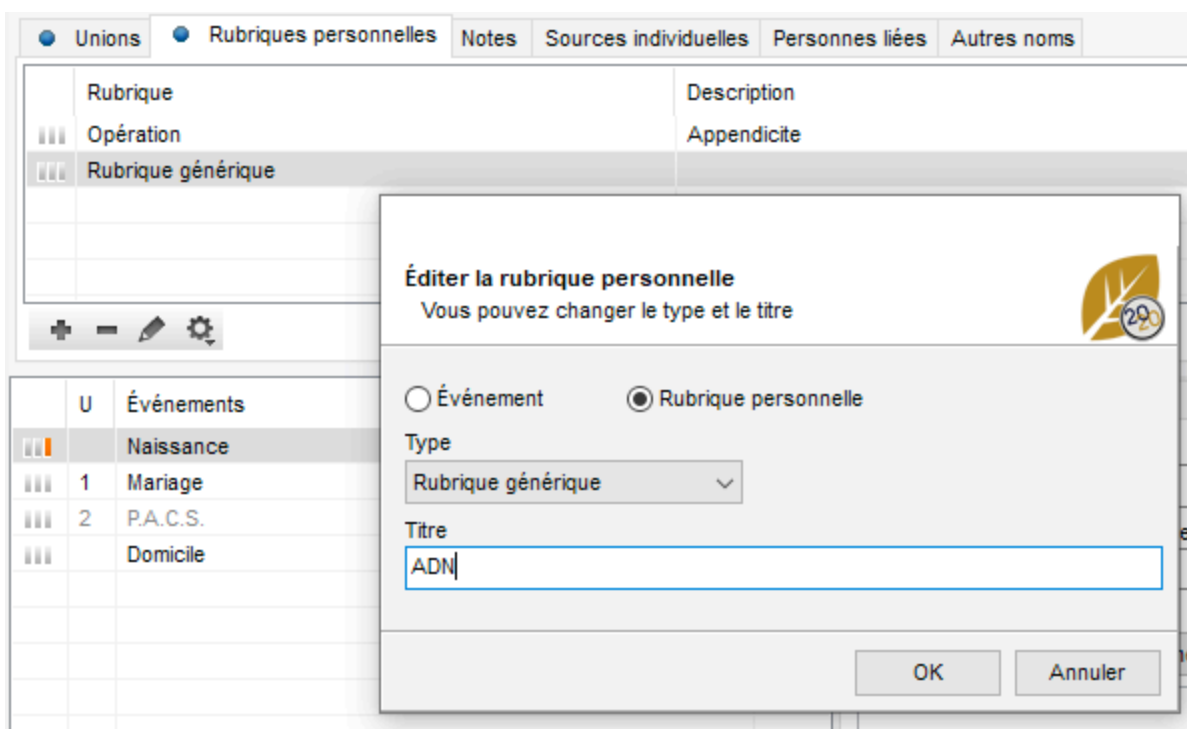 Unions Rubriques personnelles Notes Sources individuelles Personnes liées Autres noms
Rubrique Description
Opération Appendicite
Rubrique générique
Éditer la rubrique personnelle
Vous pouvez changer le type et le titre
2020
U Événements
Événement Rubrique personnelle
Naissance
Type
1 Mariage
Rubrique générique
2 P.A.C.S.
Titre
Domicile
ADN
OK Annuler